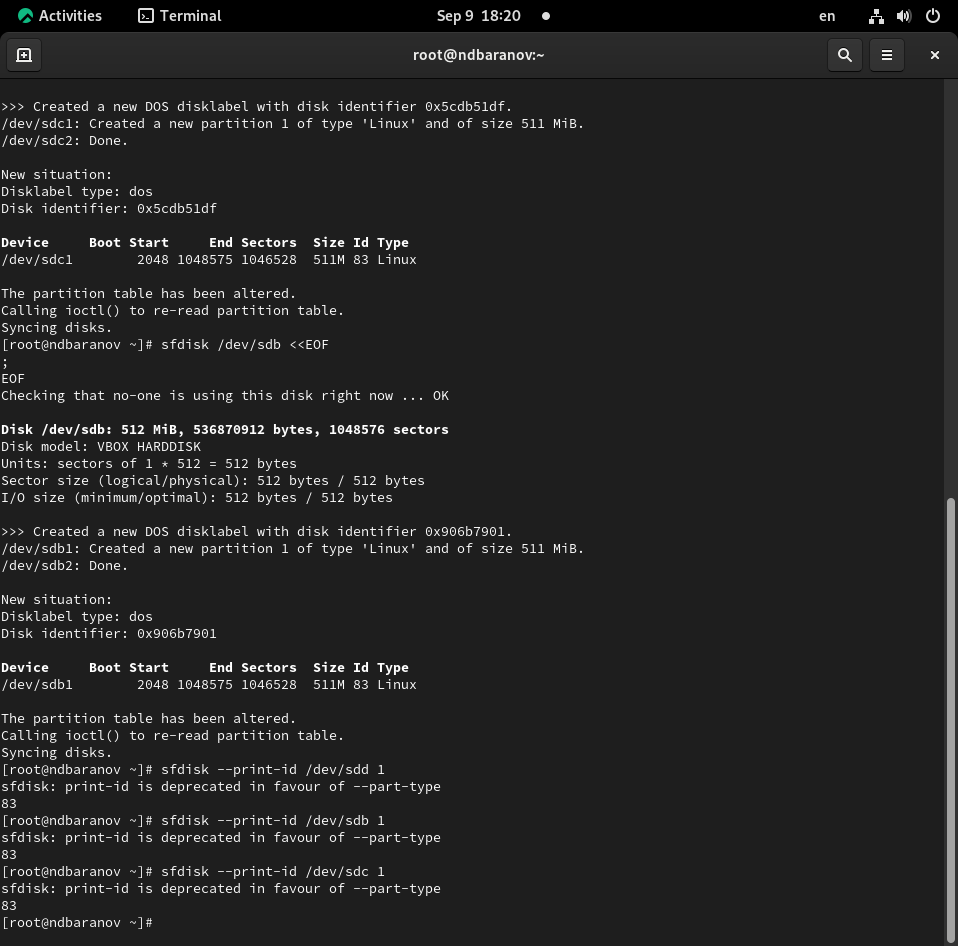 Activities Terminal Sep 9 18:20 en
root@ndbaranov:~
>>> Created a new DOS disklabel with disk identifier 0x5cdb51df.
/dev/sdc1: Created a new partition 1 of type 'Linux' and of size 511 MiB.
/dev/sdc2: Done.
New situation:
Disklabel type: dos
Disk identifier: 0x5cdb51df
Device     Boot Start     End Sectors  Size Id Type
/dev/sdc1        2048 1048575 1046528  511M 83 Linux
The partition table has been altered.
Calling ioctl() to re-read partition table.
Syncing disks.
[root@ndbaranov ~]# sfdisk /dev/sdb <<EOF
;
EOF
Checking that no-one is using this disk right now ... OK
Disk /dev/sdb: 512 MiB, 536870912 bytes, 1048576 sectors
Disk model: VBOX HARDDISK
Units: sectors of 1 * 512 = 512 bytes
Sector size (logical/physical): 512 bytes / 512 bytes
I/O size (minimum/optimal): 512 bytes / 512 bytes
>>> Created a new DOS disklabel with disk identifier 0x906b7901.
/dev/sdb1: Created a new partition 1 of type 'Linux' and of size 511 MiB.
/dev/sdb2: Done.
New situation:
Disklabel type: dos
Disk identifier: 0x906b7901
Device     Boot Start     End Sectors  Size Id Type
/dev/sdb1        2048 1048575 1046528  511M 83 Linux
The partition table has been altered.
Calling ioctl() to re-read partition table.
Syncing disks.
[root@ndbaranov ~]# sfdisk --print-id /dev/sdd 1
sfdisk: print-id is deprecated in favour of --part-type
83
[root@ndbaranov ~]# sfdisk --print-id /dev/sdb 1
sfdisk: print-id is deprecated in favour of --part-type
83
[root@ndbaranov ~]# sfdisk --print-id /dev/sdc 1
sfdisk: print-id is deprecated in favour of --part-type
83
[root@ndbaranov ~]#